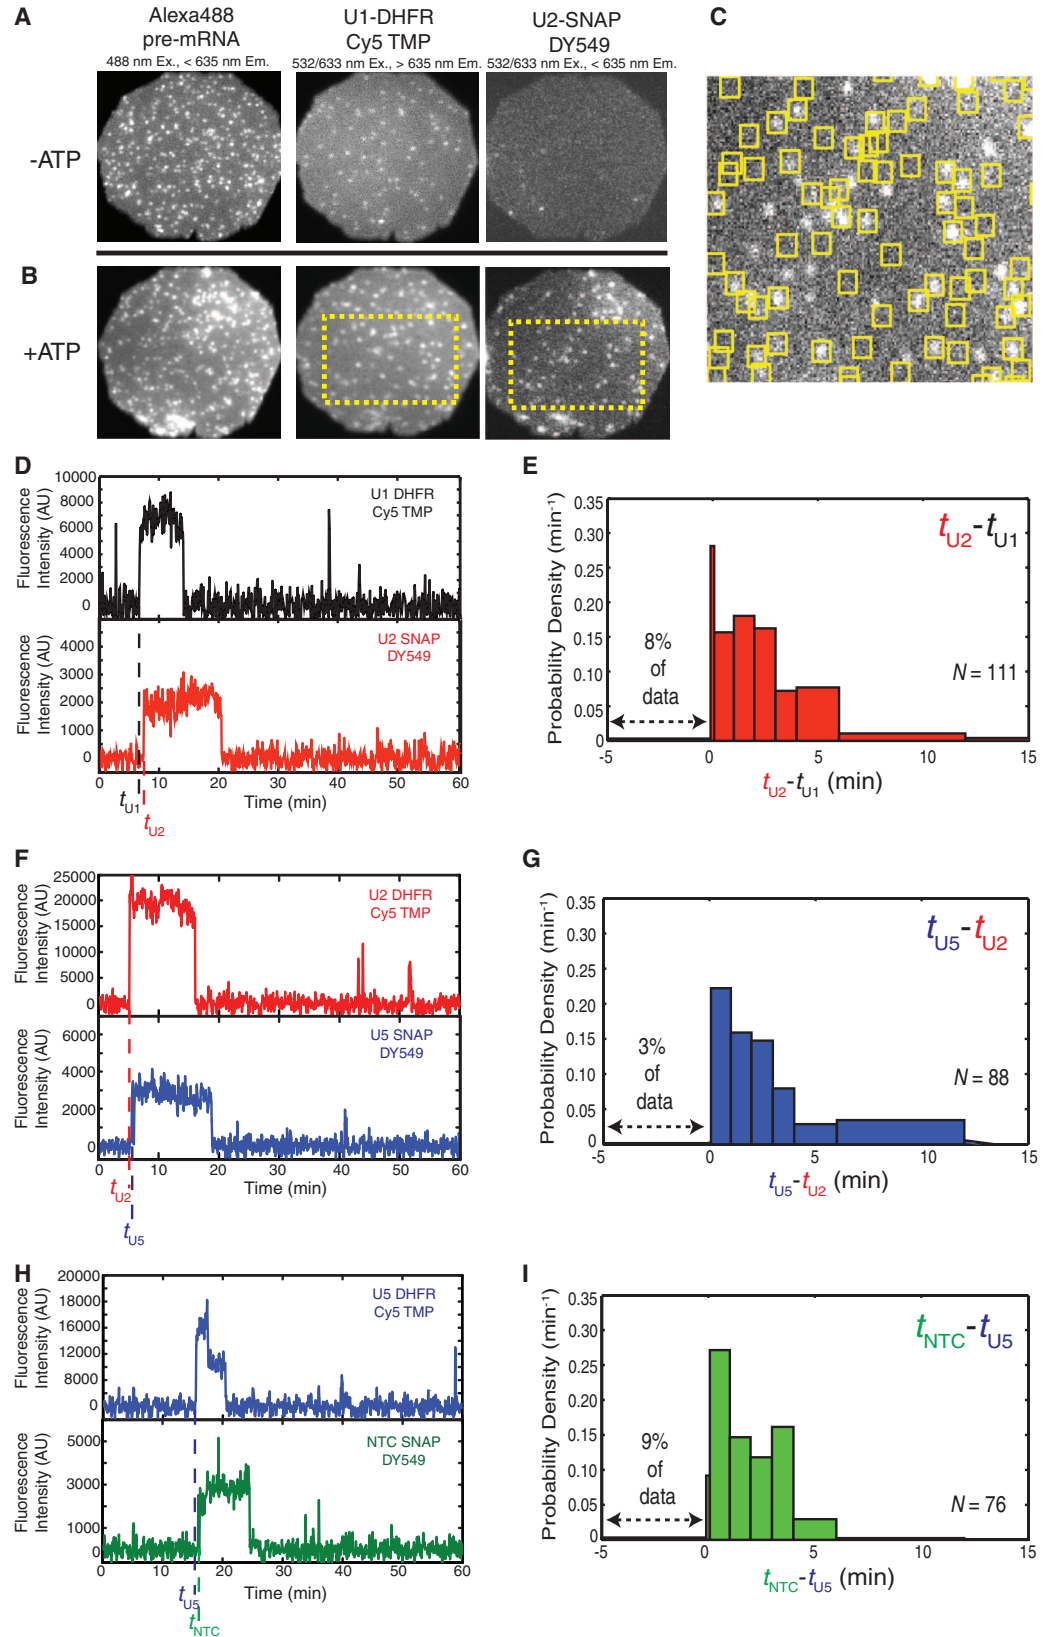 A
Alexa488
pre-mRNA
488 nm Ex., < 635 nm Em.
U1-DHFR
Cy5 TMP
532/633 nm Ex., > 635 nm Em.
U2-SNAP
DY549
532/633 nm Ex., < 635 nm Em.
C
-ATP
B
+ATP
D
Fluorescence
Intensity (AU)
10000
8000
6000
4000
2000
0
U1 DHFR
Cy5 TMP
Fluorescence
Intensity (AU)
4000
3000
2000
1000
0
U2 SNAP
DY549
0 10 20 30 40 50 60
Time (min)
tU1
tU2
E
Probability Density (min-1)
0.35
0.30
0.25
0.20
0.15
0.10
0.05
0
tU2-tU1
8%
of
data
N = 111
-5 0 5 10 15
tU2-tU1 (min)
F
Fluorescence
Intensity (AU)
25000
20000
15000
10000
5000
0
U2 DHFR
Cy5 TMP
Fluorescence
Intensity (AU)
6000
4000
2000
0
U5 SNAP
DY549
0 10 20 30 40 50 60
Time (min)
tU2
tU5
G
Probability Density (min-1)
0.35
0.30
0.25
0.20
0.15
0.10
0.05
0
tU5-tU2
3%
of
data
N = 88
-5 0 5 10 15
tU5-tU2 (min)
H
Fluorescence
Intensity (AU)
20000
18000
16000
12000
8000
4000
0
U5 DHFR
Cy5 TMP
Fluorescence
Intensity (AU)
5000
3000
1000
0
NTC SNAP
DY549
0 10 20 30 40 50 60
Time (min)
tU5
tNTC
I
Probability Density (min-1)
0.35
0.30
0.25
0.20
0.15
0.10
0.05
0
tNTC-tU5
9%
of
data
N = 76
-5 0 5 10 15
tNTC-tU5 (min)